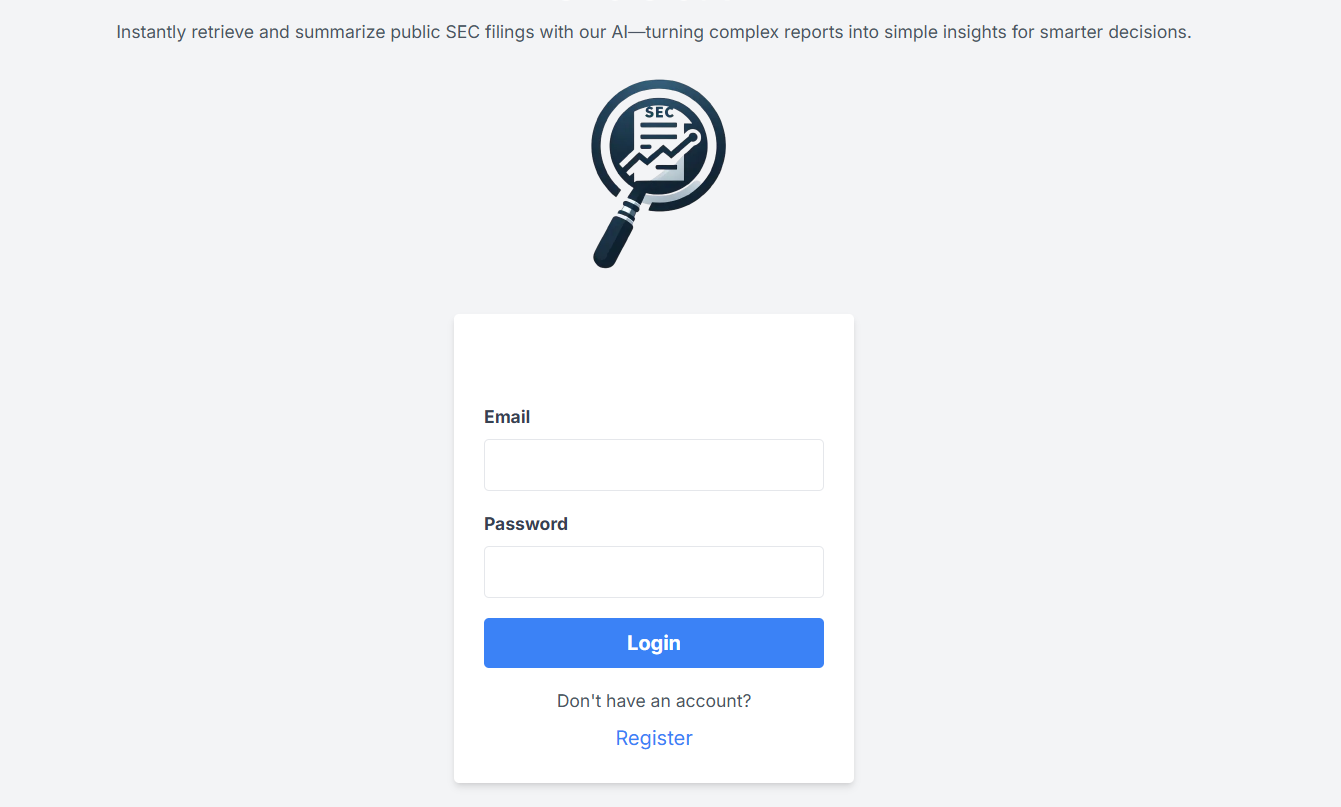 Instantly retrieve and summarize public SEC filings with our AI—turning complex reports into simple insights for smarter decisions.
SEC
Email
Password
Login
Don't have an account?
Register